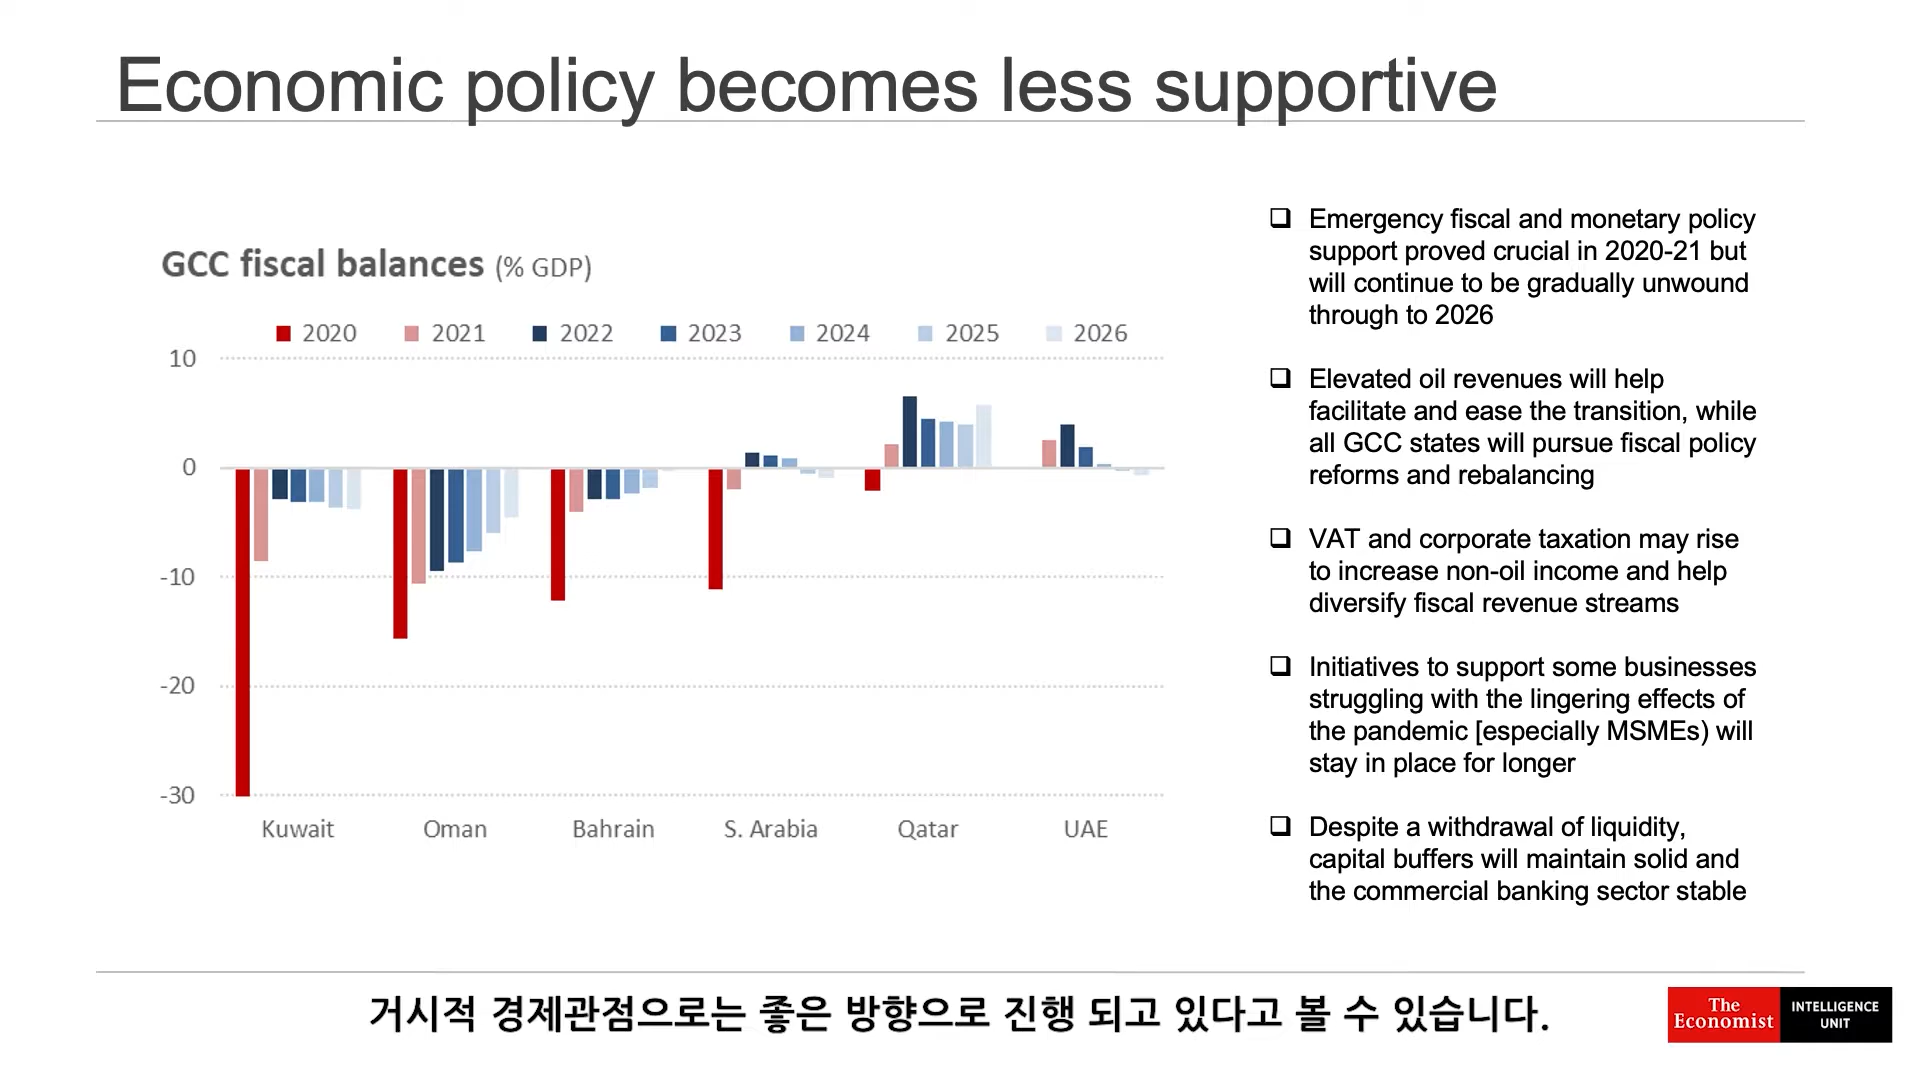 Economic policy becomes less supportive
GCC fiscal balances (% GDP)
2020 2021 2022 2023 2024 2025 2026
10
0
-10
-20
-30
Kuwait Oman Bahrain S. Arabia Qatar UAE
❑ Emergency fiscal and monetary policy
support proved crucial in 2020-21 but
will continue to be gradually unwound
through to 2026
❑ Elevated oil revenues will help
facilitate and ease the transition, while
all GCC states will pursue fiscal policy
reforms and rebalancing
❑ VAT and corporate taxation may rise
to increase non-oil income and help
diversify fiscal revenue streams
❑ Initiatives to support some businesses
struggling with the lingering effects of
the pandemic [especially MSMEs) will
stay in place for longer
❑ Despite a withdrawal of liquidity,
capital buffers will maintain solid and
the commercial banking sector stable
거시적 경제관점으로는 좋은 방향으로 진행 되고 있다고 볼 수 있습니다.
The
Economist
INTELLIGENCE
UNIT